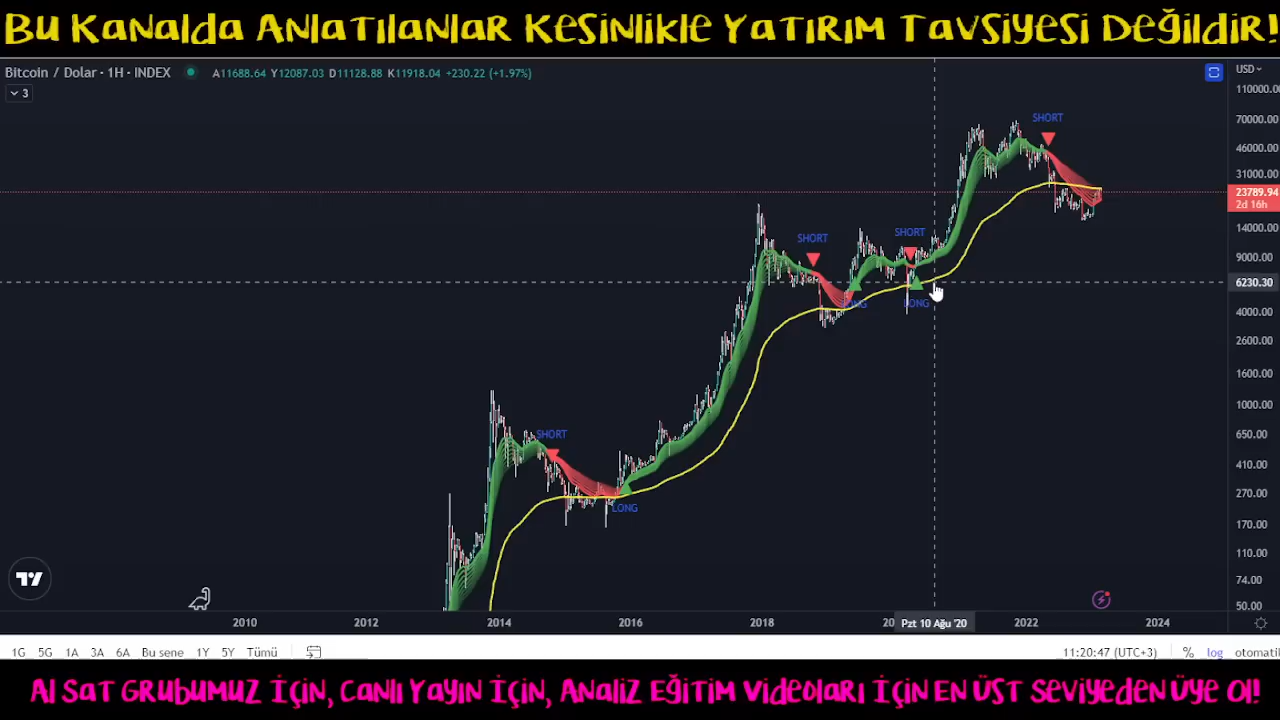 Bu Kanalda Anlatılanlar Kesinlikle Yatırım Tavsiyesi Değildir!
Bitcoin / Dolar · 1H · INDEX A11688.64 Y12087.03 D11128.88 K11918.04 +230.22 (+1.97%)
USD
3
110000.00
SHORT
70000.00
46000.00
31000.00
23789.94
2d 16h
14000.00
SHORT
SHORT
9000.00
6230.30
LONG
LONG
4000.00
2600.00
1600.00
1000.00
SHORT
650.00
410.00
270.00
LONG
170.00
110.00
74.00
50.00
2010 2012 2014 2016 2018 Pzt 10 Ağu '20 2022 2024
1G 5G 1A 3A 6A Bu sene 1Y 5Y Tümü 11:20:47 (UTC+3) % log otomatik
Al Sat Grubumuz İçin, Canlı Yayın İçin, Analiz Eğitim Videoları İçin En Üst Seviyeden Üye Ol!